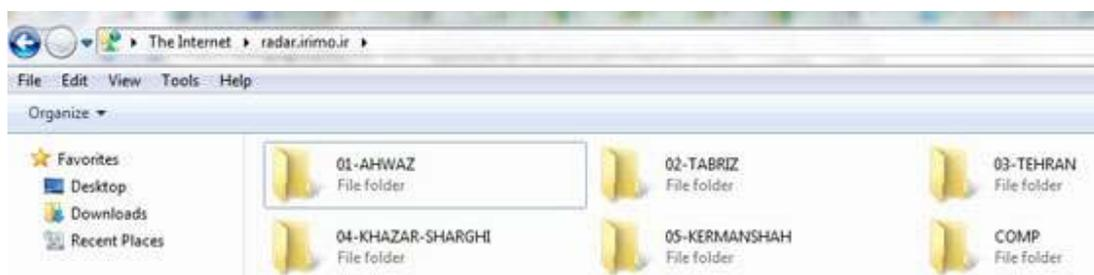 The Internet radar.irimo.ir
File Edit View Tools Help
Organize
Favorites
Desktop
Downloads
Recent Places
01-AHWAZ
File folder
02-TABRIZ
File folder
03-TEHRAN
File folder
04-KHAZAR-SHARGHI
File folder
05-KERMANSHAH
File folder
COMP
File folder